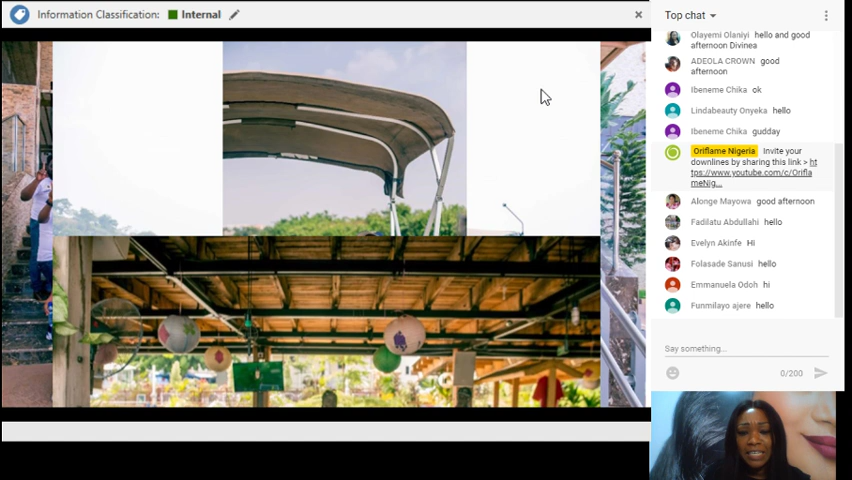 Information Classification: Internal
Top chat
Olayemi Olaniyi hello and good
afternoon Divinea
ADEOLA CROWN good
afternoon
Ibeneme Chika ok
Lindabeauty Onyeka hello
Ibeneme Chika gudday
Oriflame Nigeria Invite your
downlines by sharing this link > ht
tps://www.youtube.com/c/Orifla
meNig...
Alonge Mayowa good afternoon
Fadilatu Abdullahi hello
Evelyn Akinfe Hi
Folasade Sanusi hello
Emmanuela Odoh hi
Funmilayo ajere hello
Say something...
0/200